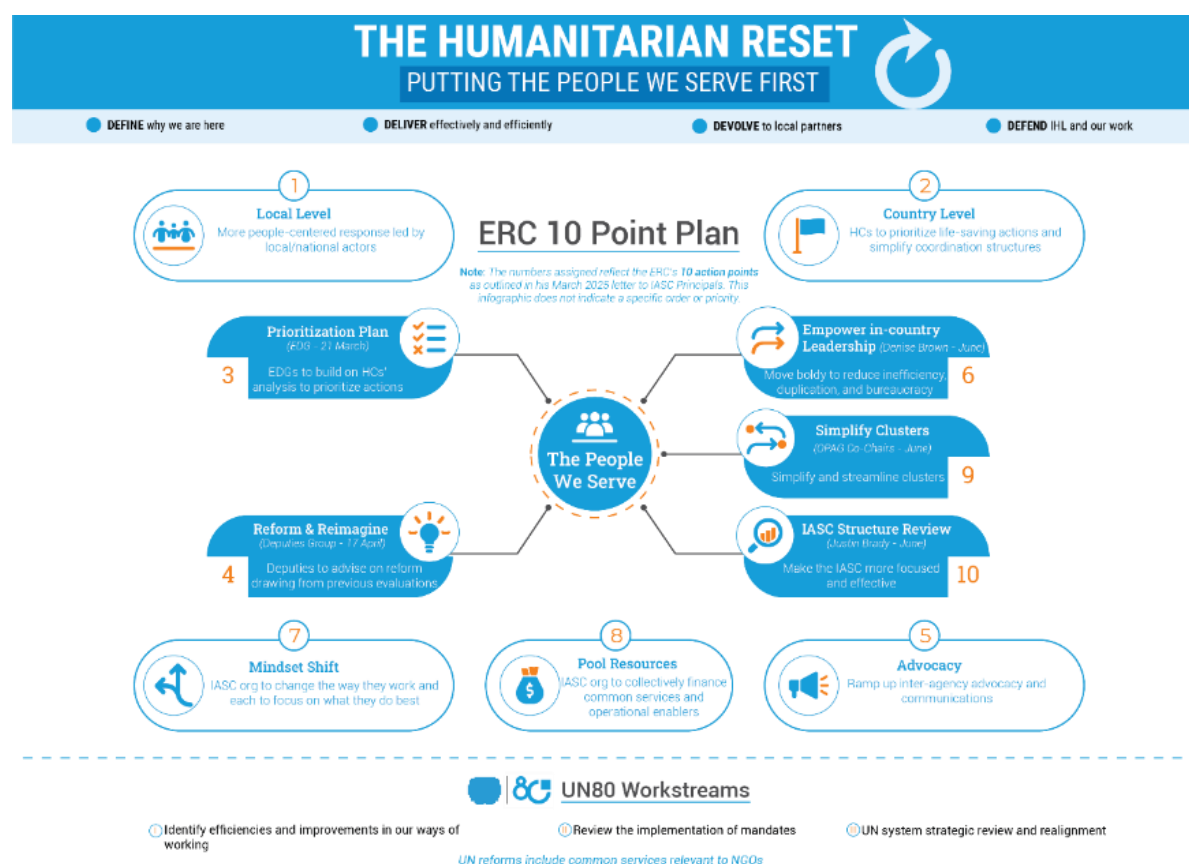 THE HUMANITARIAN RESET
PUTTING THE PEOPLE WE SERVE FIRST
DEFINE why we are here
DELIVER effectively and efficiently
DEVOLVE to local partners
DEFEND IHL and our work
1
Local Level
More people-centered response led by
local/national actors
ERC 10 Point Plan
Note: The numbers assigned reflect the ERC's 10 action points
as outlined in his March 2025 letter to IASC Principals. This
infographic does not indicate a specific order or priority.
2
Country Level
HCs to prioritize life-saving actions and
simplify coordination structures
Prioritization Plan
(EDG - 21 March)
3
EDGs to build on HCs'
analysis to prioritize actions
Empower in-country
Leadership (Denise Brown - June)
Move boldy to reduce inefficiency,
duplication, and bureaucracy
6
The People
We Serve
Simplify Clusters
(OPAG Co-Chairs - June)
Simplify and streamline clusters
9
Reform & Reimagine
(Deputies Group - 17 April)
4
Deputies to advise on reform
drawing from previous evaluations
IASC Structure Review
(Justin Brady - June)
Make the IASC more focused
and effective
10
7
Mindset Shift
IASC org to change the way they work and
each to focus on what they do best
8
Pool Resources
IASC org to collectively finance
common services and
operational enablers
$
5
Advocacy
Ramp up inter-agency advocacy and
communications
80
UN80 Workstreams
I Identify efficiencies and improvements in our ways of
working
II Review the implementation of mandates
III UN system strategic review and realignment
UN reforms include common services relevant to NGOs